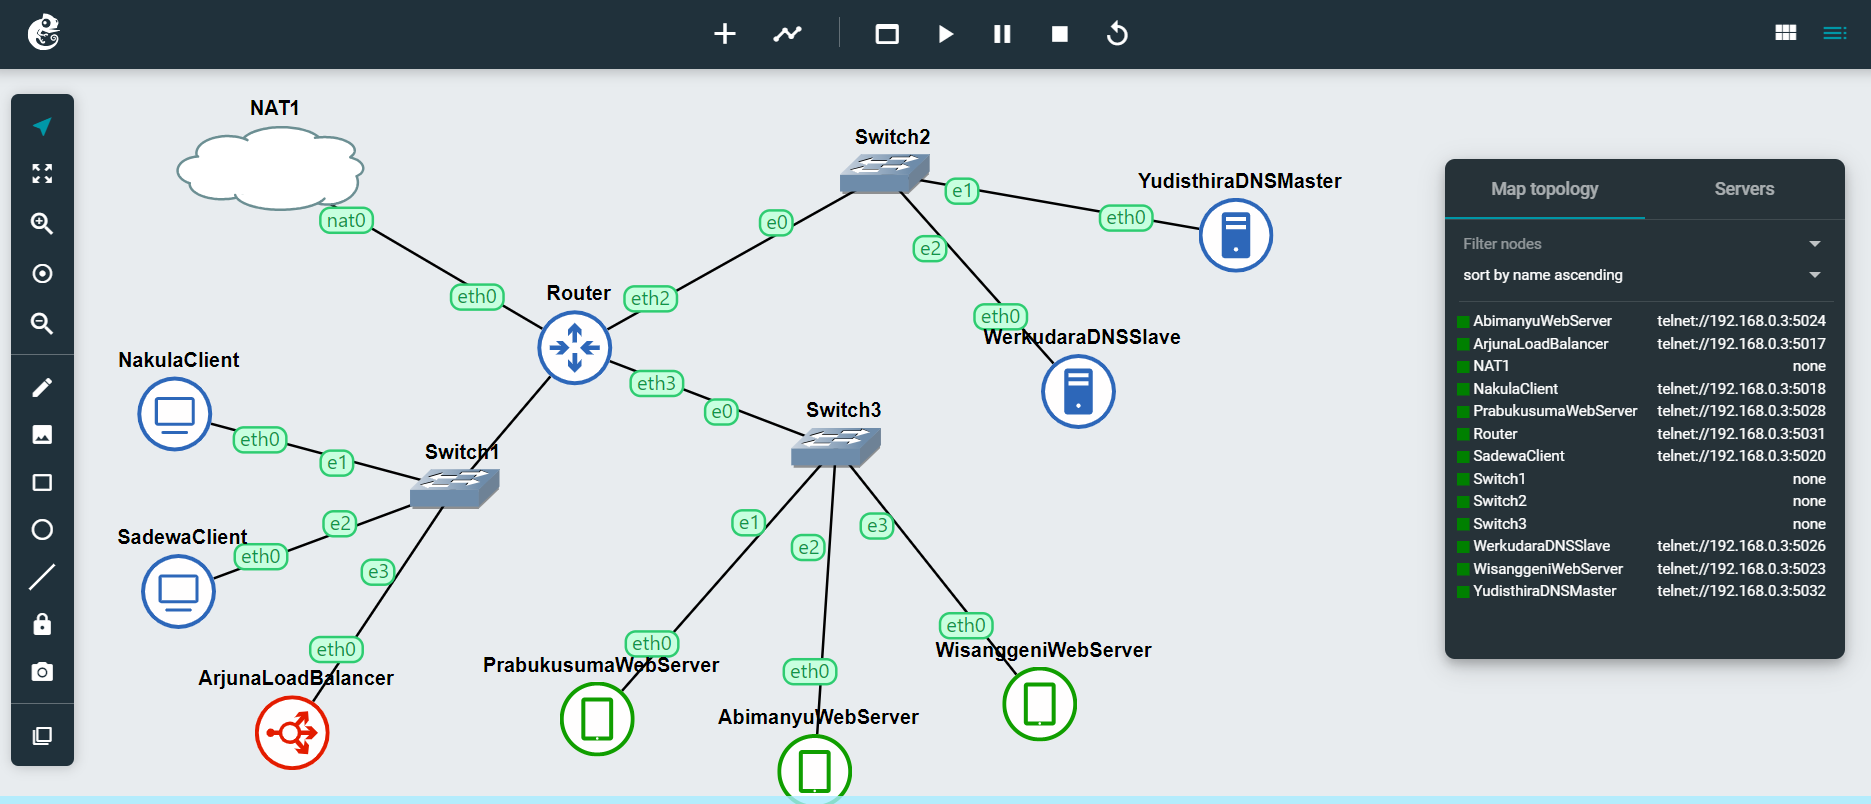 NAT1
nat0
eth0
Router
eth2
e0
Switch2
e1
eth0
YudisthiraDNSMaster
e2
eth0
WerkudaraDNSSlave
eth3
e0
Switch3
NakulaClient
eth0
e1
Switch1
SadewaClient
eth0
e2
e3
eth0
ArjunaLoadBalancer
e1
e2
e3
eth0
PrabukusumaWebServer
eth0
AbimanyuWebServer
eth0
WisanggeniWebServer
Map topology Servers
Filter nodes
sort by name ascending
AbimanyuWebServer telnet://192.168.0.3:5024
ArjunaLoadBalancer telnet://192.168.0.3:5017
NAT1 none
NakulaClient telnet://192.168.0.3:5018
PrabukusumaWebServer telnet://192.168.0.3:5028
Router telnet://192.168.0.3:5031
SadewaClient telnet://192.168.0.3:5020
Switch1 none
Switch2 none
Switch3 none
WerkudaraDNSSlave telnet://192.168.0.3:5026
WisanggeniWebServer telnet://192.168.0.3:5023
YudisthiraDNSMaster telnet://192.168.0.3:5032